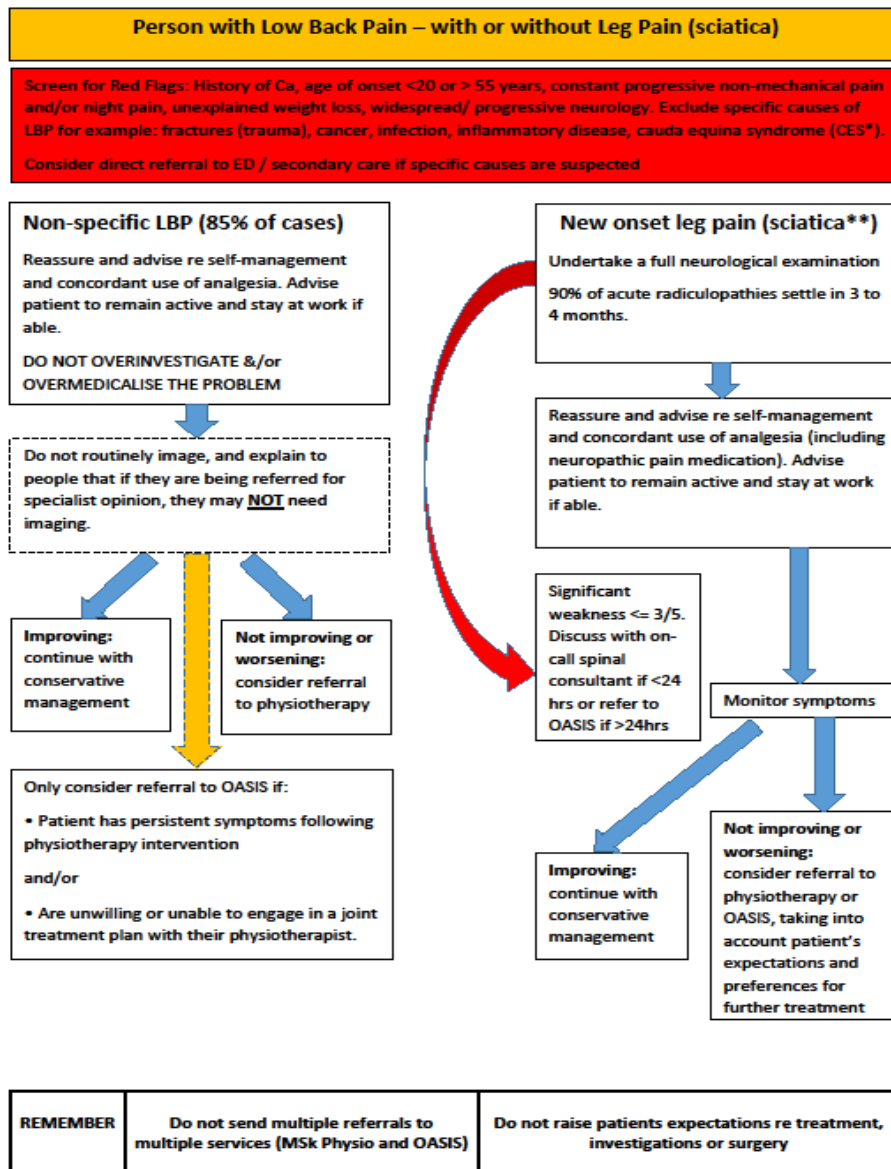 Person with Low Back Pain – with or without Leg Pain (sciatica)
Screen for Red Flags: History of Ca, age of onset <20 or > 55 years, constant progressive non-mechanical pain
and/or night pain, unexplained weight loss, widespread/ progressive neurology. Exclude specific causes of
LBP for example: fractures (trauma), cancer, infection, inflammatory disease, cauda equina syndrome (CES*).
Consider direct referral to ED / secondary care if specific causes are suspected
Non-specific LBP (85% of cases)
Reassure and advise re self-management
and concordant use of analgesia. Advise
patient to remain active and stay at work if
able.
DO NOT OVERINVESTIGATE &/or
OVERMEDICALISE THE PROBLEM
Do not routinely image, and explain to
people that if they are being referred for
specialist opinion, they may NOT need
imaging.
Improving:
continue with
conservative
management
Not improving or
worsening:
consider referral
to physiotherapy
Only consider referral to OASIS if:
• Patient has persistent symptoms following
physiotherapy intervention
and/or
• Are unwilling or unable to engage in a joint
treatment plan with their physiotherapist.
New onset leg pain (sciatica**)
Undertake a full neurological examination
90% of acute radiculopathies settle in 3 to
4 months.
Reassure and advise re self-management
and concordant use of analgesia (including
neuropathic pain medication). Advise
patient to remain active and stay at work
if able.
Significant
weakness <= 3/5.
Discuss with on-
call spinal
consultant if <24
hrs or refer to
OASIS if >24hrs
Monitor symptoms
Improving:
continue with
conservative
management
Not improving or
worsening:
consider referral to
physiotherapy or
OASIS, taking into
account patient's
expectations and
preferences for
further treatment
REMEMBER
Do not send multiple referrals to
multiple services (MSk Physio and OASIS)
Do not raise patients expectations re treatment,
investigations or surgery